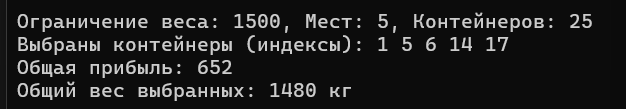 Ограничение веса: 1500, Мест: 5, Контейнеров: 25
Выбраны контейнеры (индексы): 1 5 6 14 17
Общая прибыль: 652
Общий вес выбранных: 1480 кг